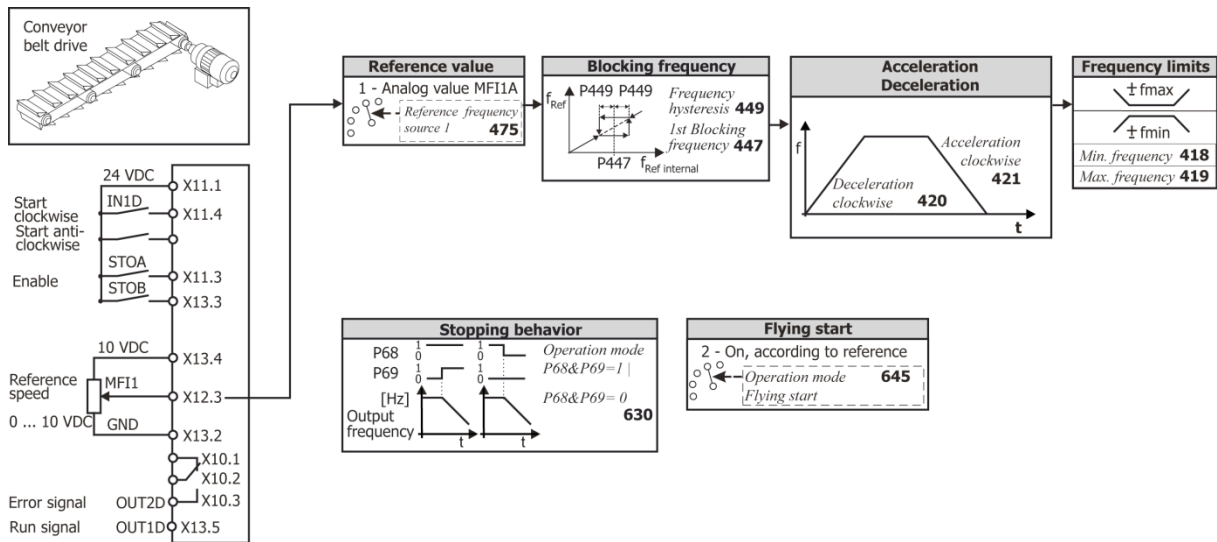 Conveyor
belt drive
24 VDC
X11.1
Start
clockwise
IN1D
X11.4
Start anti-
clockwise
STOA
X11.3
Enable
STOB
X13.3
10 VDC
X13.4
Reference
speed
MFI1
X12.3
0 ... 10 VDC
GND
X13.2
X10.1
X10.2
Error signal
OUT2D
X10.3
Run signal
OUT1D
X13.5
Reference value
1 - Analog value MFI1A
Reference frequency
source 1
475
Blocking frequency
P449 P449
fRef
P447
fRef internal
Frequency
hysteresis 449
1st Blocking
frequency 447
Acceleration
Deceleration
f
Acceleration
clockwise
421
Deceleration
clockwise 420
t
Frequency limits
±fmax
±fmin
Min. frequency 418
Max. frequency 419
Stopping behavior
P68
1
0
1
0
P69
1
0
1
0
[Hz]
Output
frequency
t
t
Operation mode
P68&P69=1 |
P68&P69= 0
630
Flying start
2 - On, according to reference
Operation mode 645
Flying start